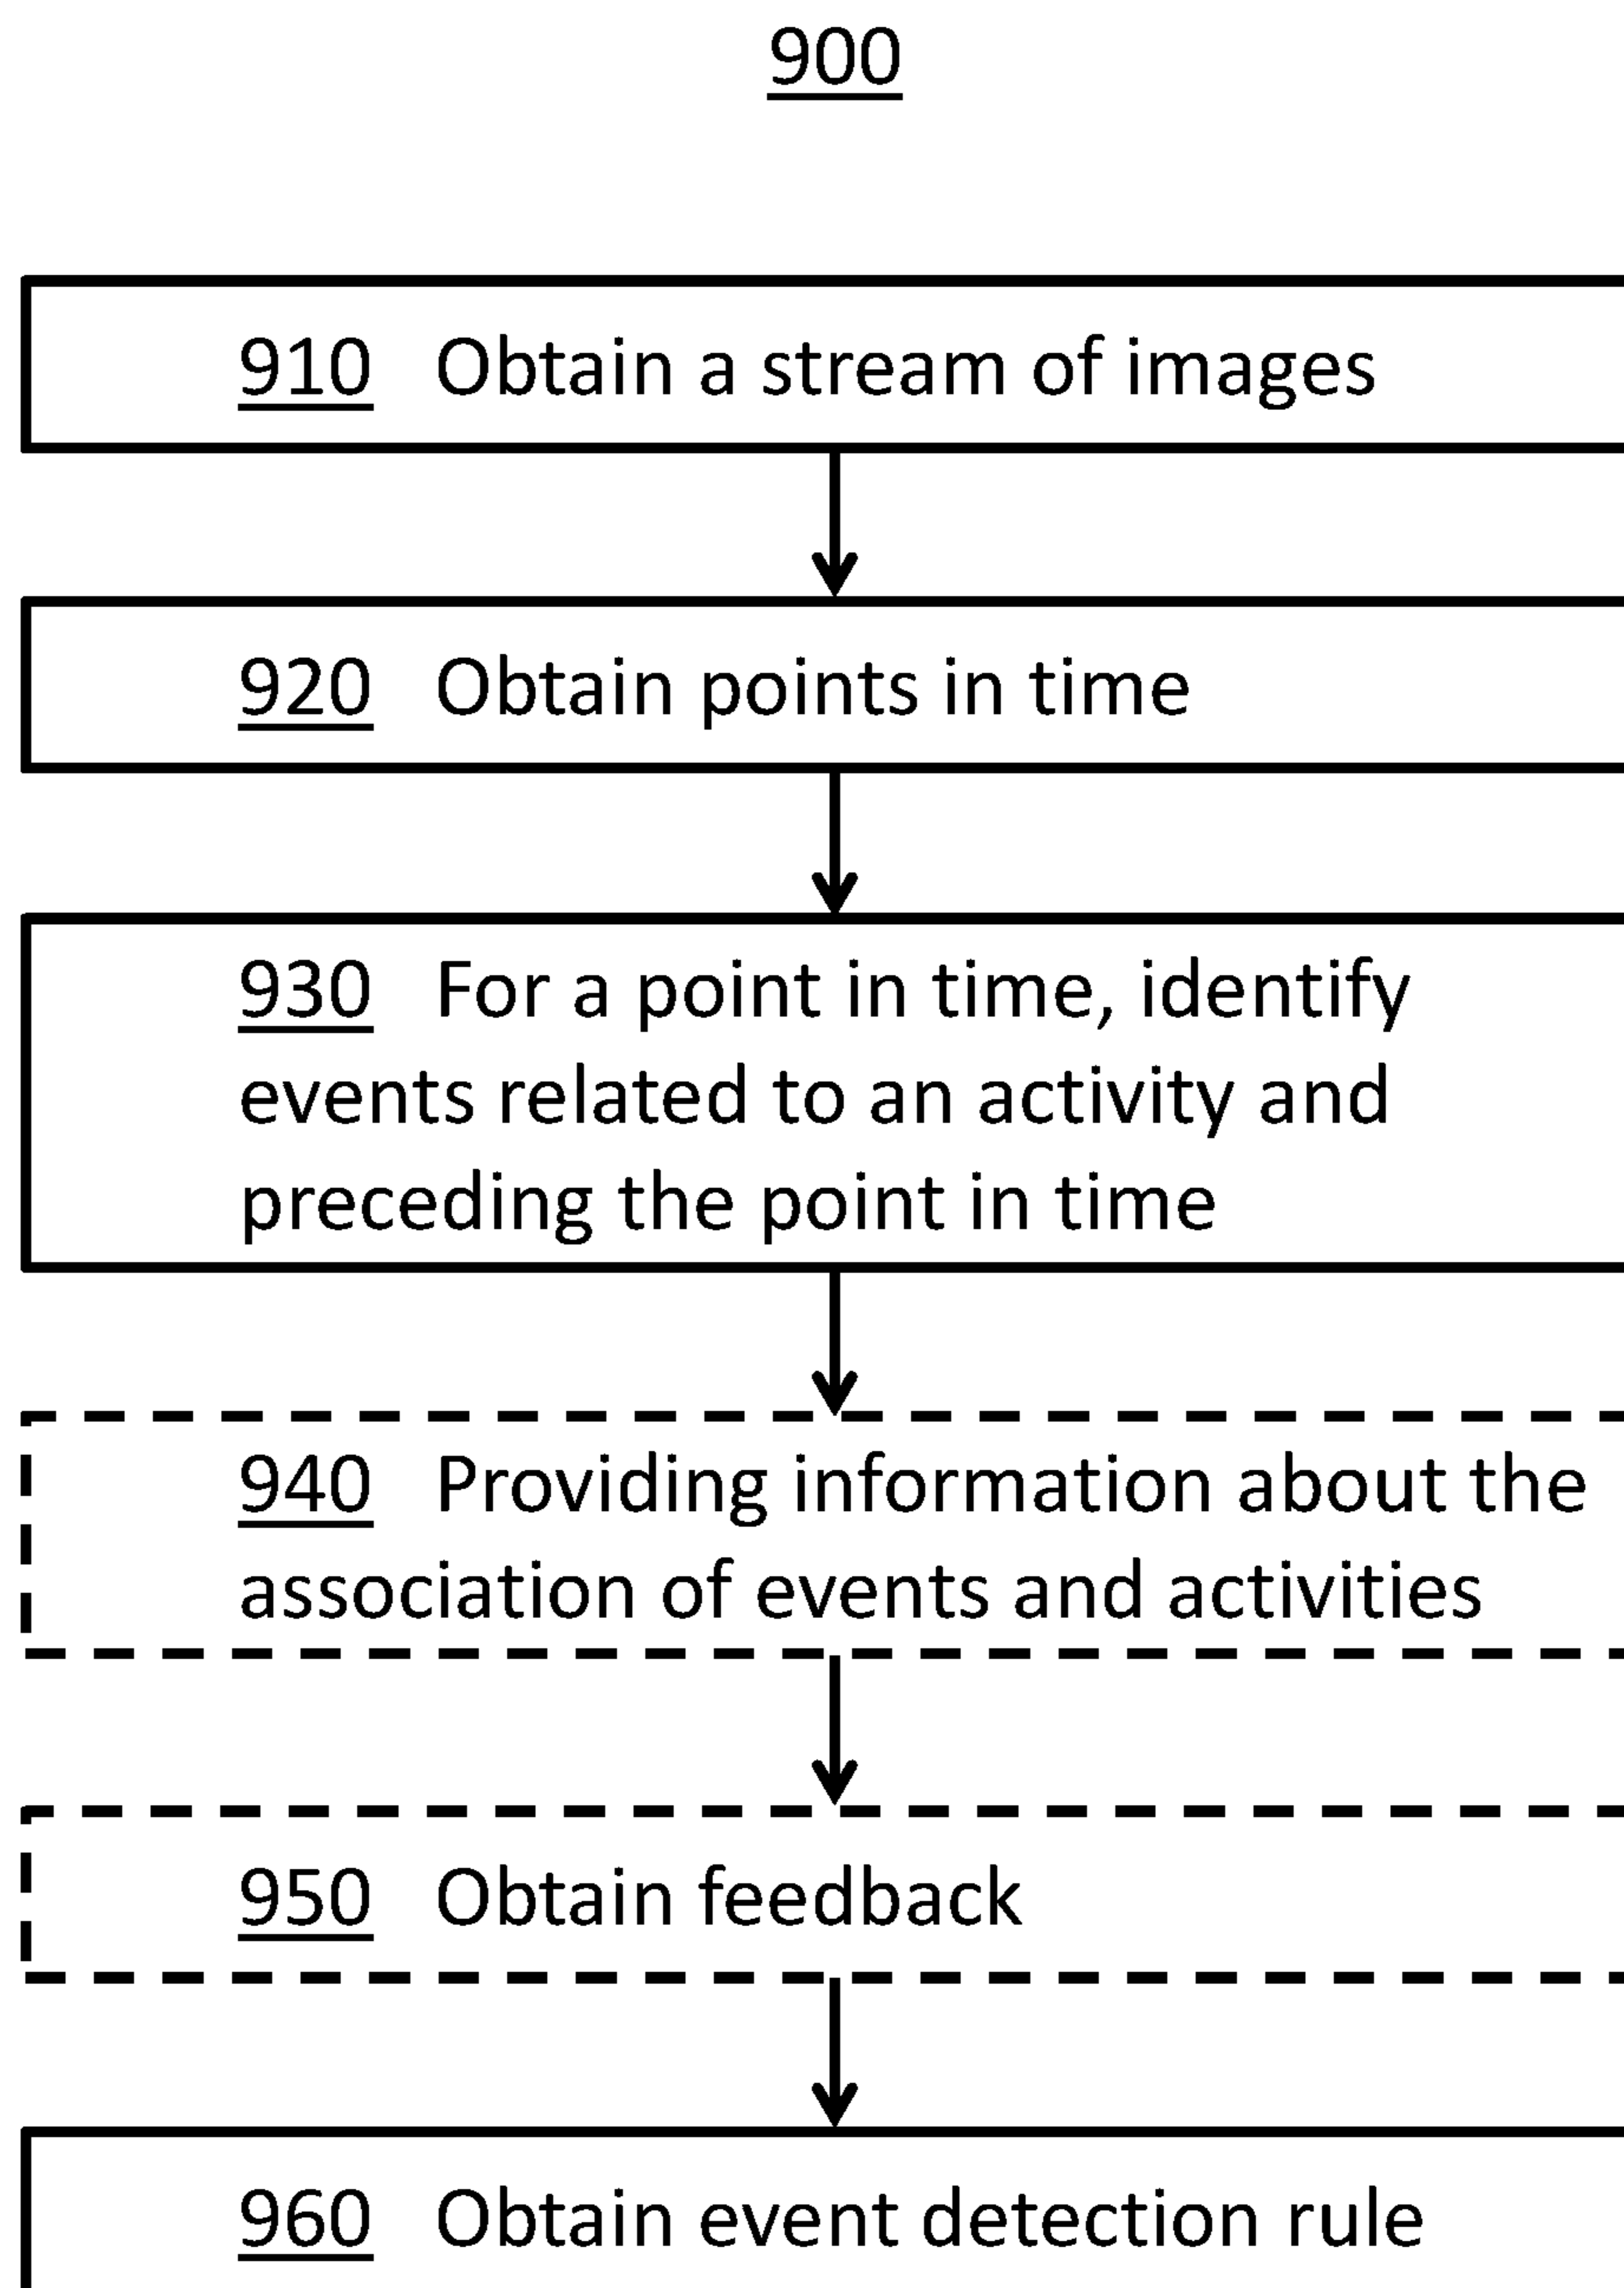 900
910 Obtain a stream of images
920 Obtain points in time
930 For a point in time, identify
events related to an activity and
preceding the point in time
940 Providing information about the
association of events and activities
950 Obtain feedback
960 Obtain event detection rule